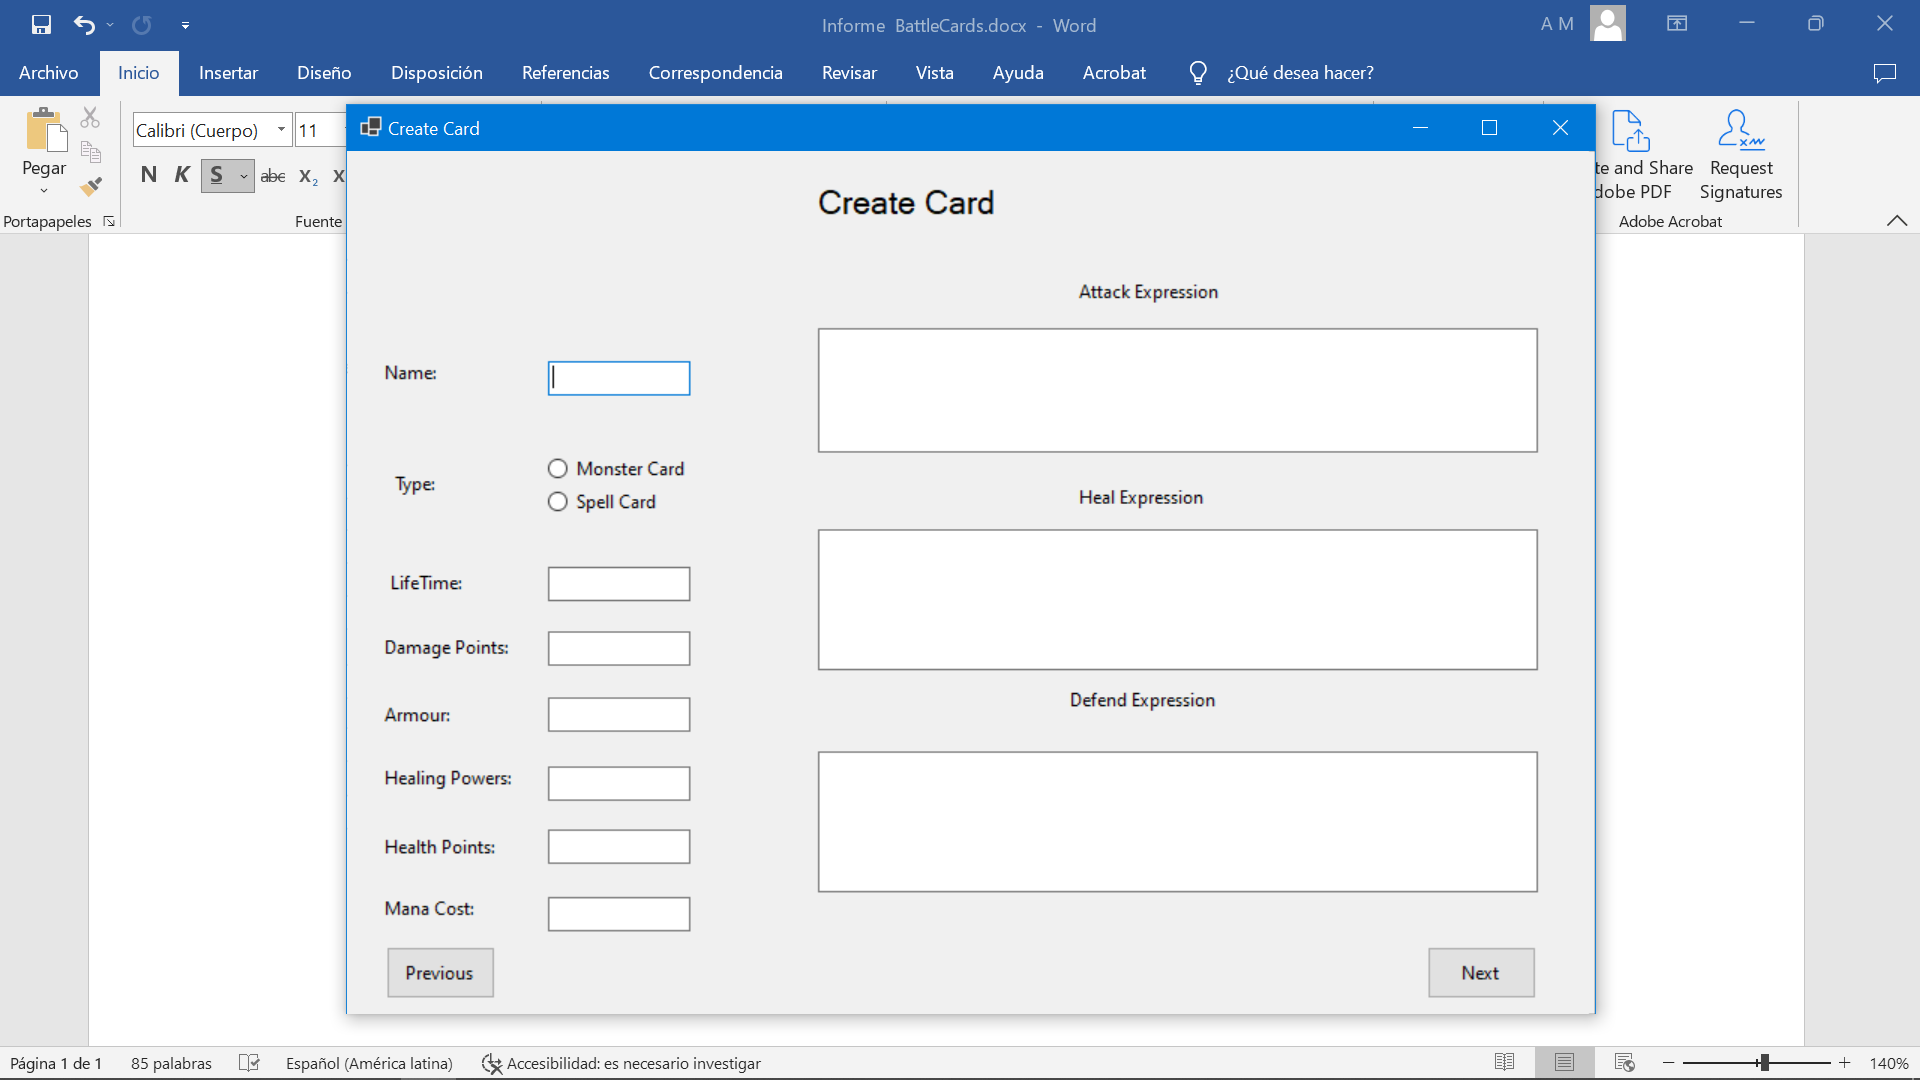 Informe BattleCards.docx - Word
A M
Archivo Inicio Insertar Diseño Disposición Referencias Correspondencia Revisar Vista Ayuda Acrobat ¿Qué desea hacer?
Pegar
Portapapeles
Calibri (Cuerpo) 11
N K S abc X₂ X
Fuente
te and Share
dobe PDF
Request
Signatures
Adobe Acrobat
Create Card
Create Card
Name:
Type:
Monster Card
Spell Card
LifeTime:
Damage Points:
Armour:
Healing Powers:
Health Points:
Mana Cost:
Attack Expression
Heal Expression
Defend Expression
Previous
Next
Página 1 de 1 85 palabras Español (América latina) Accesibilidad: es necesario investigar 140%